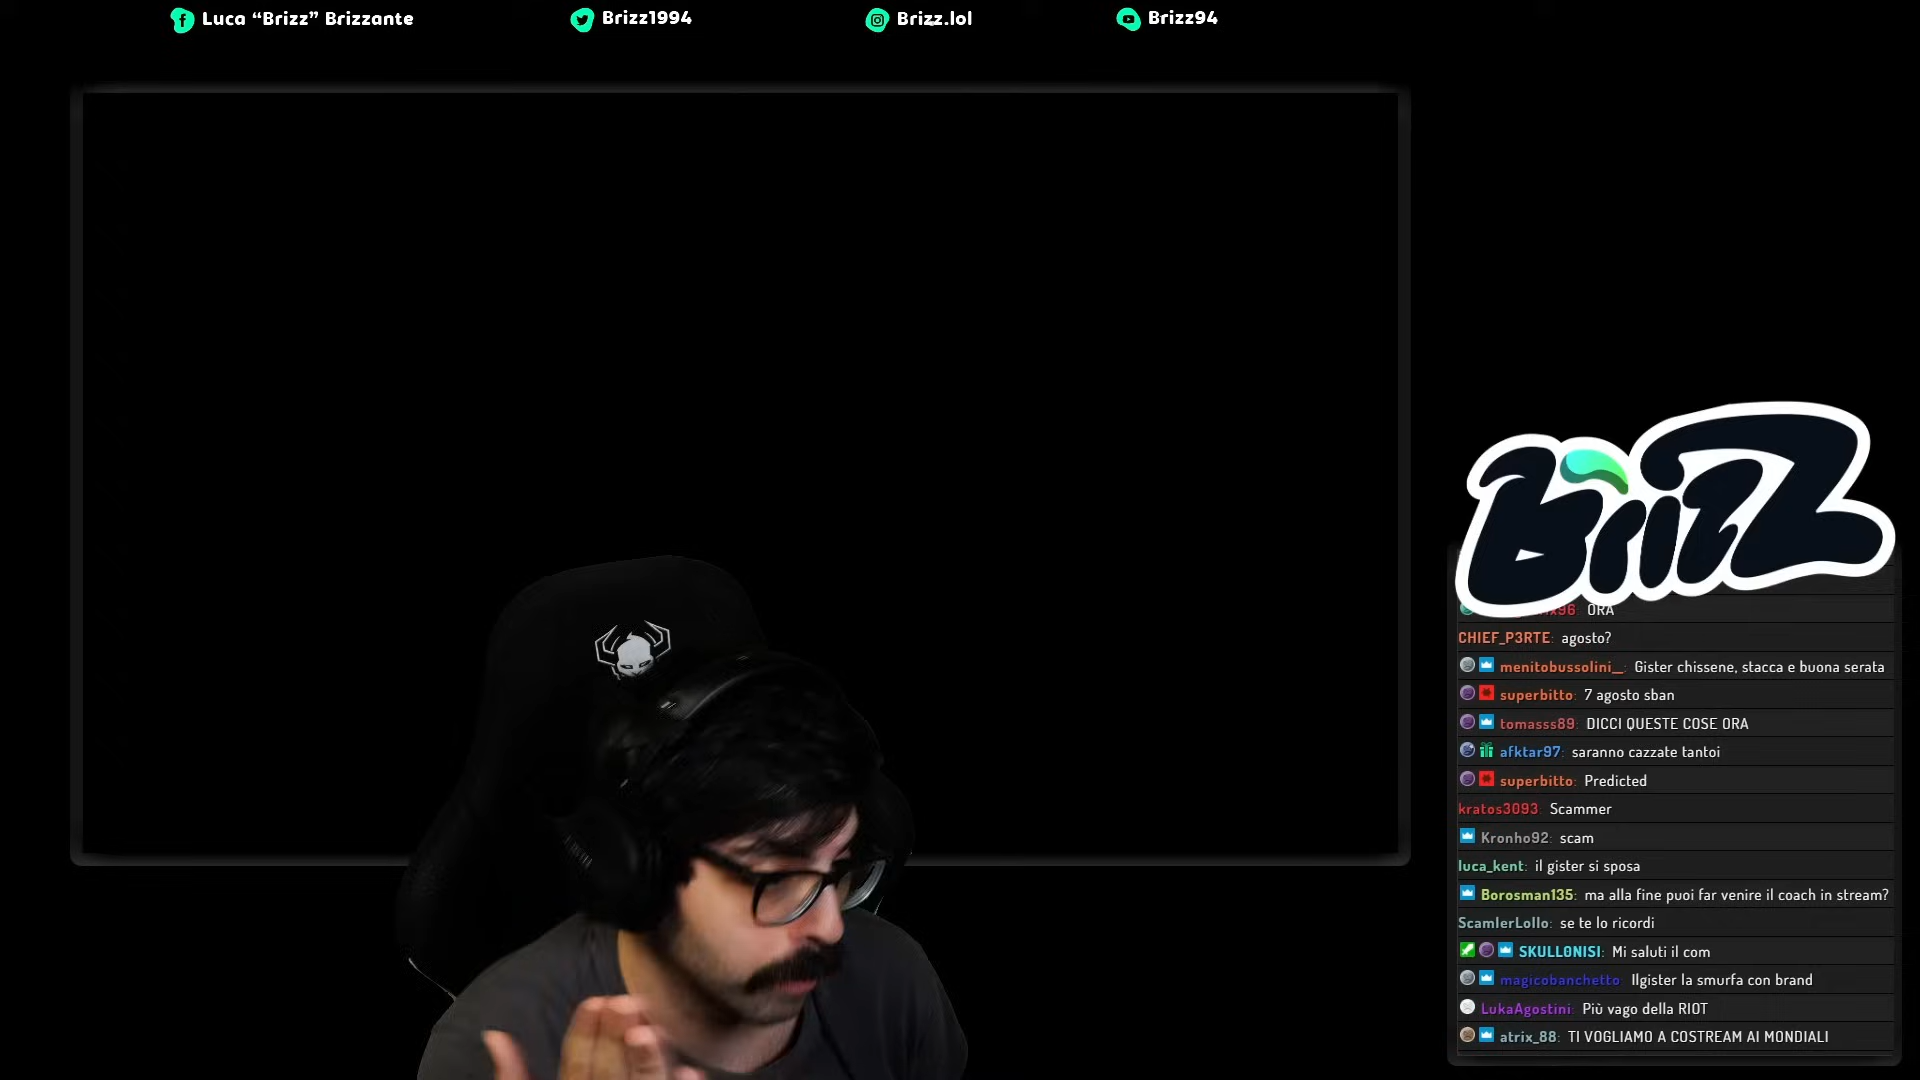 Luca “Brizz” Brizzante
Brizz1994
Brizz.lol
Brizz94
Brizz
ORA
CHIEF_P3RTE: agosto?
menitobussolini__: Gister chissene, stacca e buona serata
superbitto: 7 agosto sban
tomasss89: DICCI QUESTE COSE ORA
afktar97: saranno cazzate tantoi
superbitto: Predicted
kratos3093: Scammer
Kronho92: scam
luca_kent: il gister si sposa
Borosman135: ma alla fine puoi far venire il coach in stream?
ScamlerLollo: se te lo ricordi
SKULLONISI: Mi saluti il com
magicobanchetto: Ilgister la smurfa con brand
LukaAgostini: Più vago della RIOT
atrix_88: TI VOGLIAMO A COSTREAM AI MONDIALI